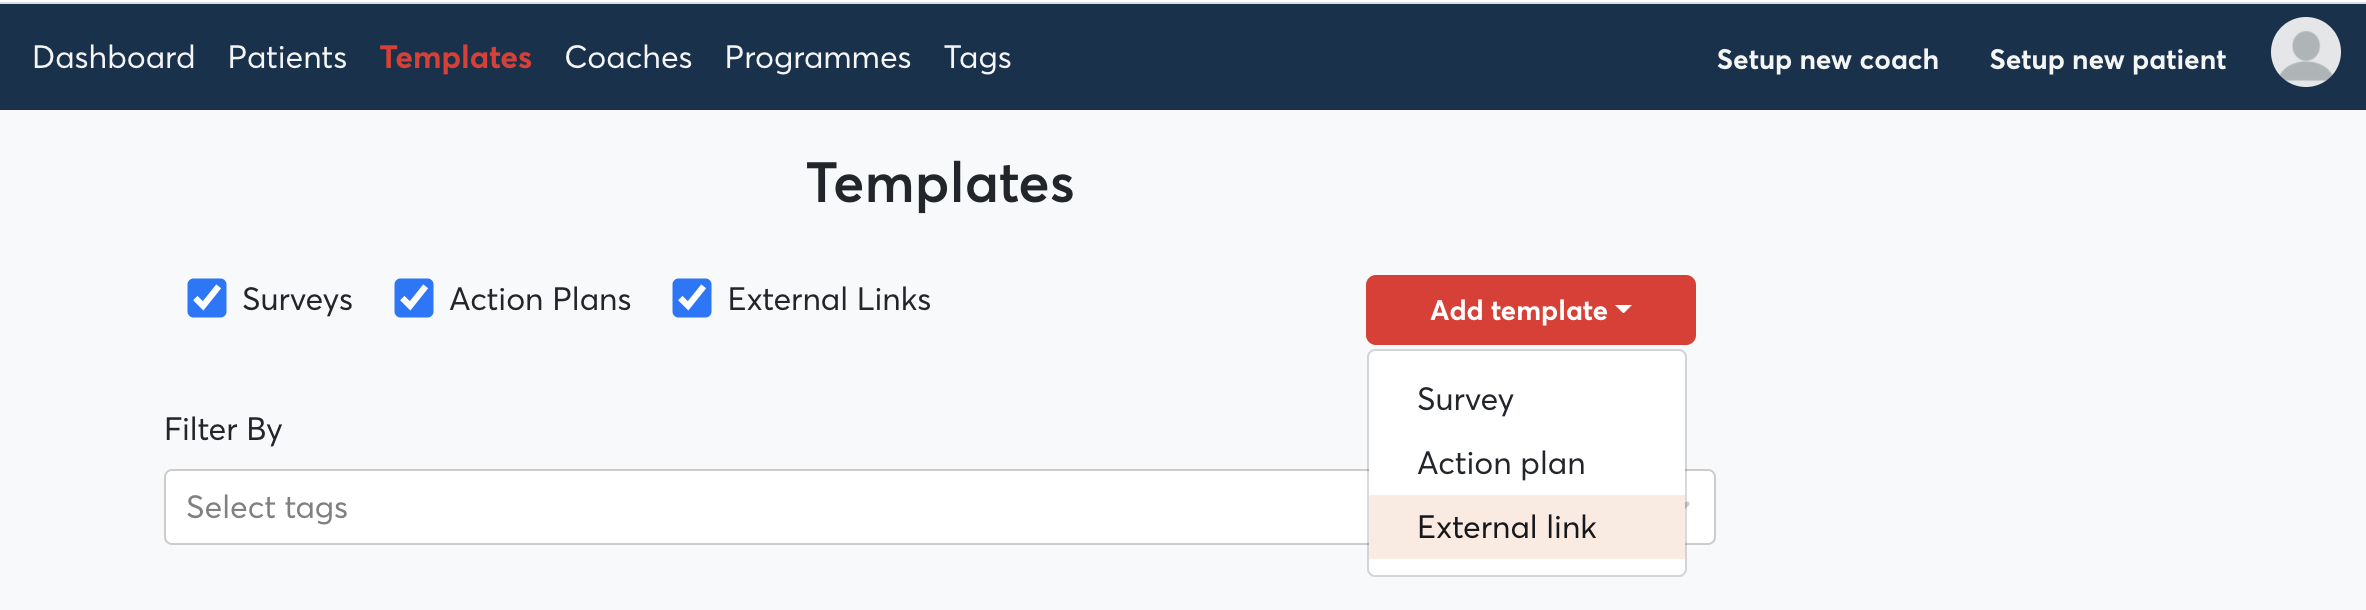 Dashboard Patients Templates Coaches Programmes Tags Setup new coach Setup new patient
Templates
Surveys Action Plans External Links Add template
Survey
Filter By
Action plan
Select tags
External link